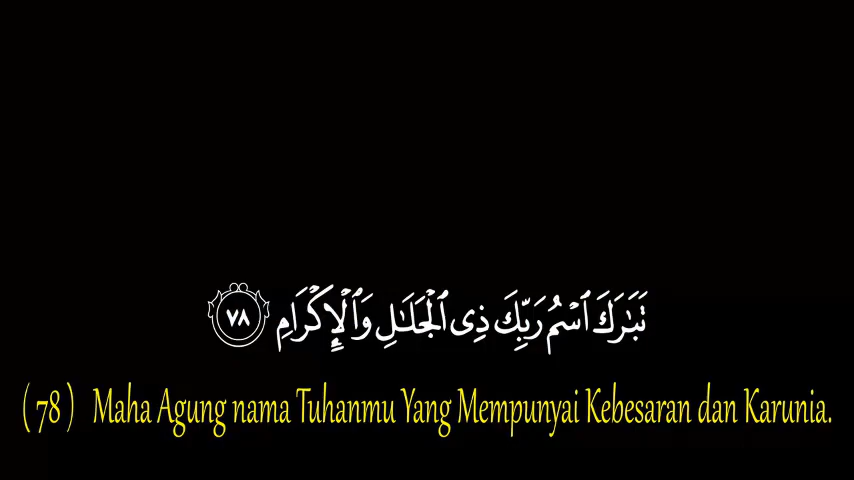 تَبَٰرَكَ ٱسْمُ رَبِّكَ ذِى ٱلْجَلَٰلِ وَٱلْإِكْرَامِ ٧٨
( 78 ) Maha Agung nama Tuhanmu Yang Mempunyai Kebesaran dan Karunia.